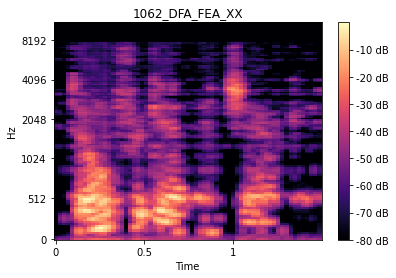 1062_DFA_FEA_XX
8192
4096
2048
1024
512
0
Hz
0
0.5
1
Time
-10 dB
-20 dB
-30 dB
-40 dB
-50 dB
-60 dB
-70 dB
-80 dB